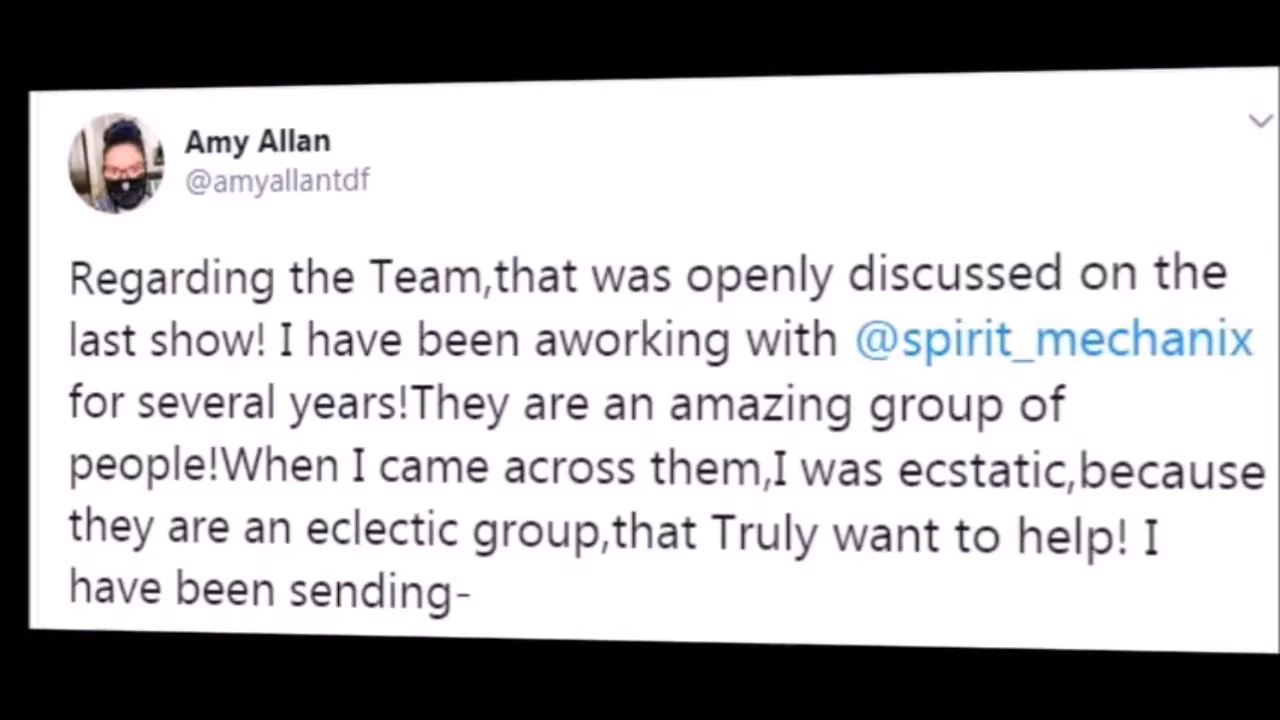 Amy Allan
@amyallantdf
Regarding the Team,that was openly discussed on the
last show! I have been aworking with @spirit_mechanix
for several years!They are an amazing group of
people!When I came across them,I was ecstatic,because
they are an eclectic group,that Truly want to help! I
have been sending-